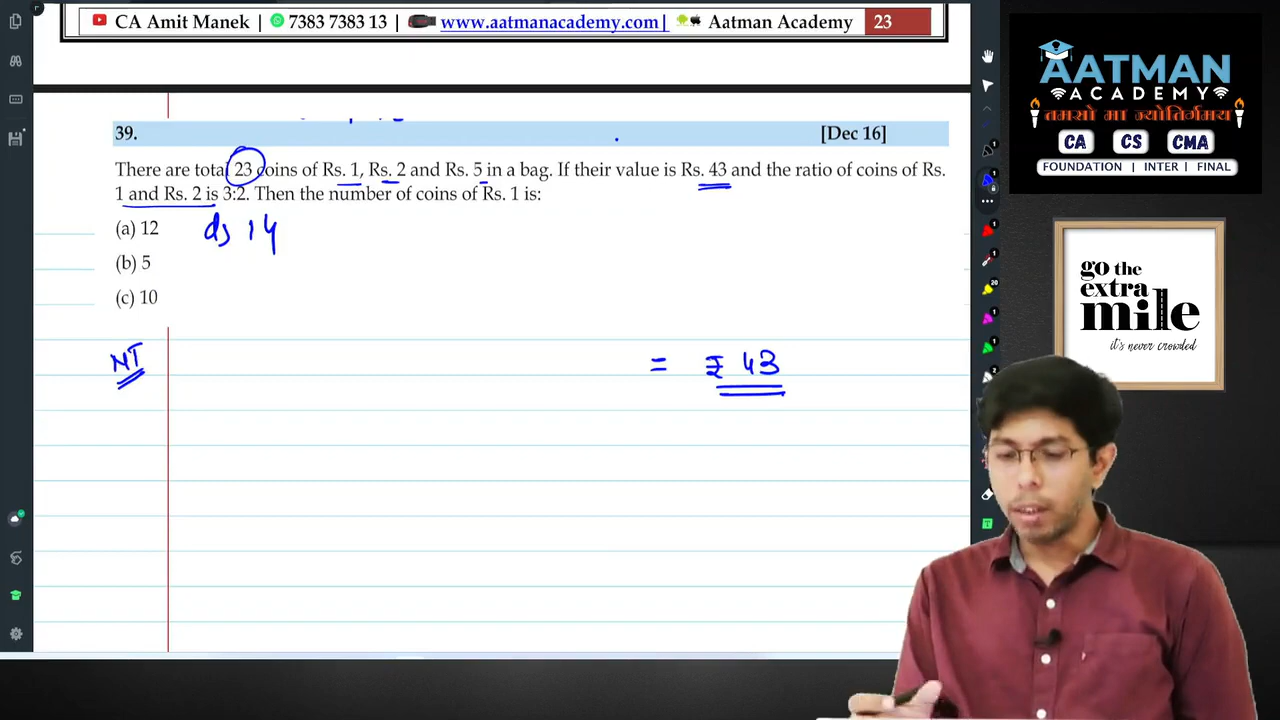 CA Amit Manek | 7383 7383 13 | www.aatmanacademy.com | Aatman Academy 23
39. [Dec 16]
There are total 23 coins of Rs. 1, Rs. 2 and Rs. 5 in a bag. If their value is Rs. 43 and the ratio of coins of Rs.
1 and Rs. 2 is 3:2. Then the number of coins of Rs. 1 is:
(a) 12 d) 14
(b) 5
(c) 10
NT = ₹ 43
AATMAN
ACADEMY®
तमसो मा ज्योतिर्गमय
CA CS CMA
FOUNDATION | INTER | FINAL
go the
extra
mile
it's never crowded